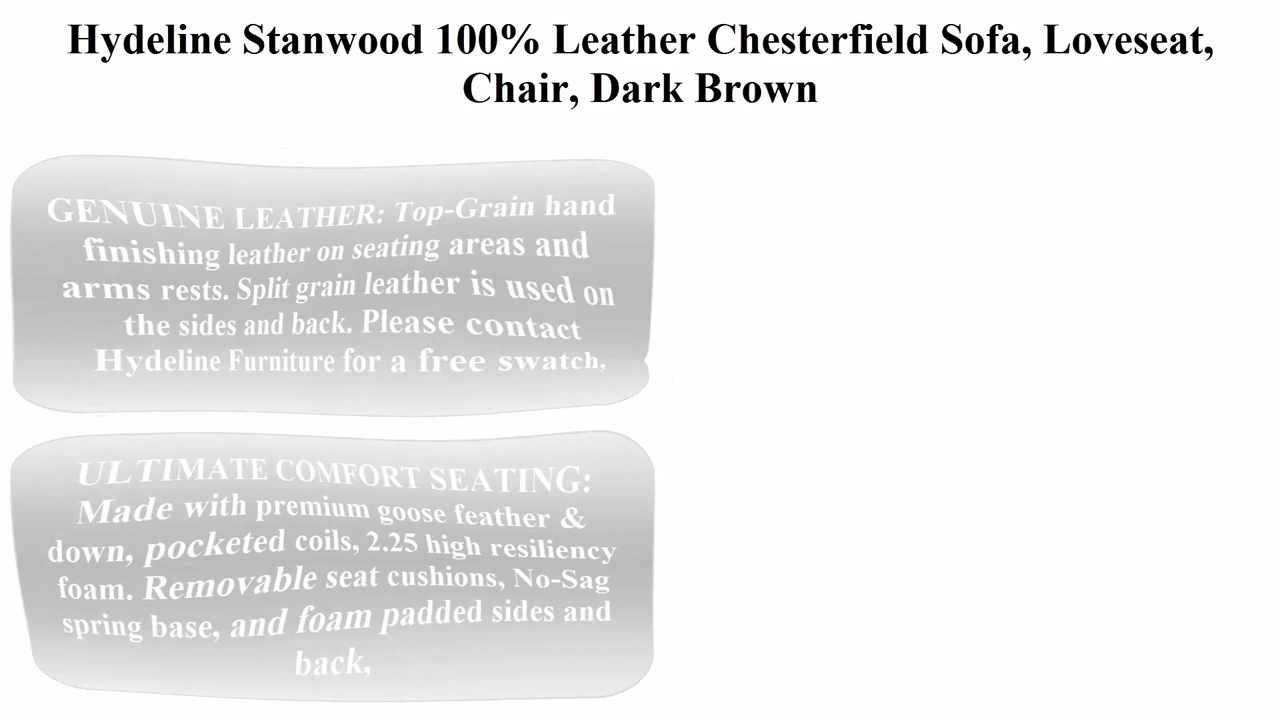 Hydeline Stanwood 100% Leather Chesterfield Sofa, Loveseat,
Chair, Dark Brown
GENUINE LEATHER: Top-Grain hand
finishing leather on seating areas and
arms rests. Split grain leather is used on
the sides and back. Please contact
Hydeline Furniture for a free swatch,
ULTIMATE COMFORT SEATING:
Made with premium goose feather &
down, pocketed coils, 2.25 high resiliency
foam. Removable seat cushions, No-Sag
spring base, and foam padded sides and
back,